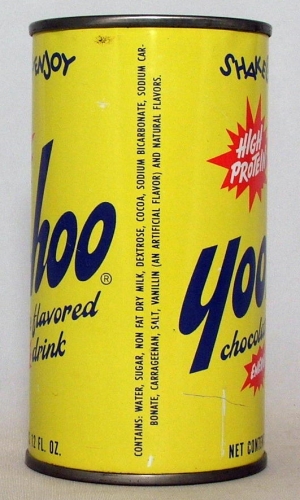 ENJOY
hoo®
flavored
drink
12 FL. OZ.
CONTAINS: WATER, SUGAR, NON FAT DRY MILK, DEXTROSE, COCOA, SODIUM BICARBONATE, SODIUM CAR-
BONATE, CARRAGEENAN, SALT, VANILLIN (AN ARTIFICIAL FLAVOR) AND NATURAL FLAVORS.
SHAKE
HIGH
PROTEIN
yoo
chocola
NET CONT